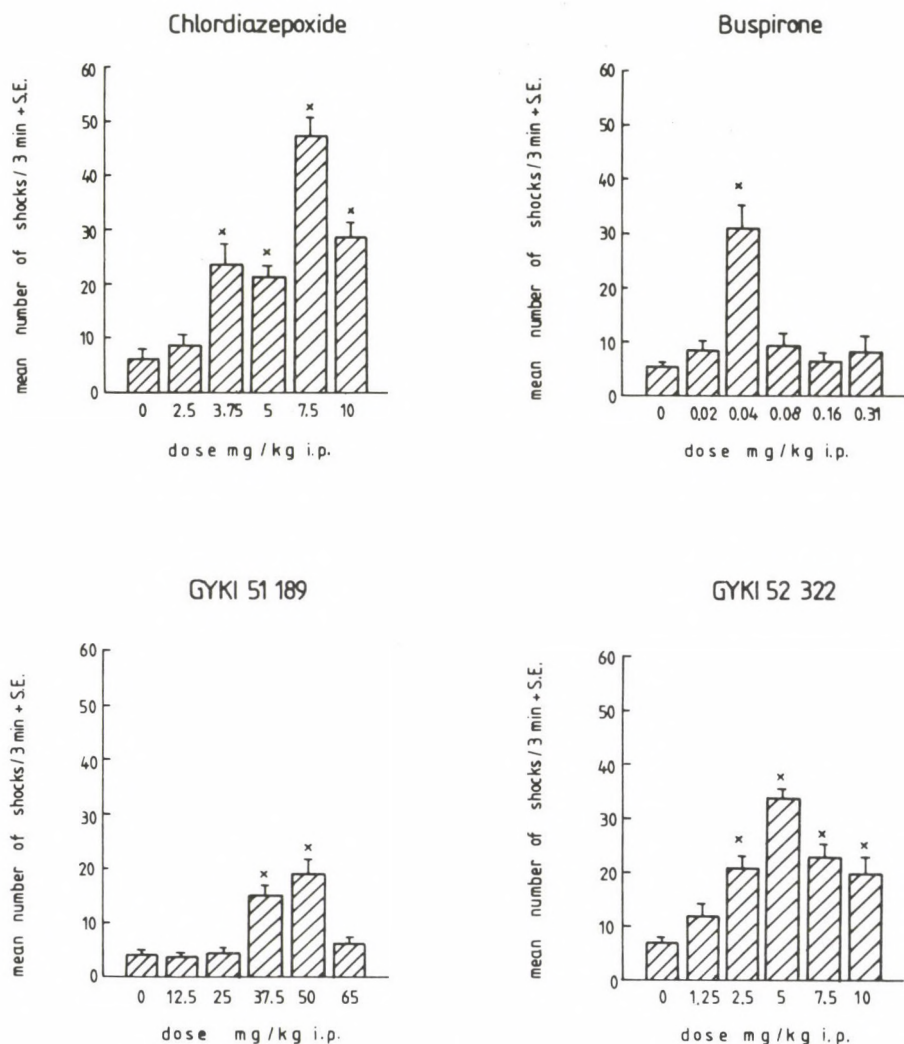 Chlordiazepoxide
mean number of shocks/3 min + S.E.
60
50
40
30
20
10
0
x
x
x
x
0 2.5 3.75 5 7.5 10
dose mg/kg i.p.
Buspirone
mean number of shocks/3 min + S.E.
60
50
40
30
20
10
0
x
0 0.02 0.04 0.08 0.16 0.31
dose mg/kg i.p.
GYKI 51 189
mean number of shocks/3 min + S.E.
60
50
40
30
20
10
0
x
x
0 12.5 25 37.5 50 65
dose mg/kg i.p.
GYKI 52 322
mean number of shocks/3 min + S.E.
60
50
40
30
20
10
0
x
x
x
x
0 1.25 2.5 5 7.5 10
dose mg/kg i.p.